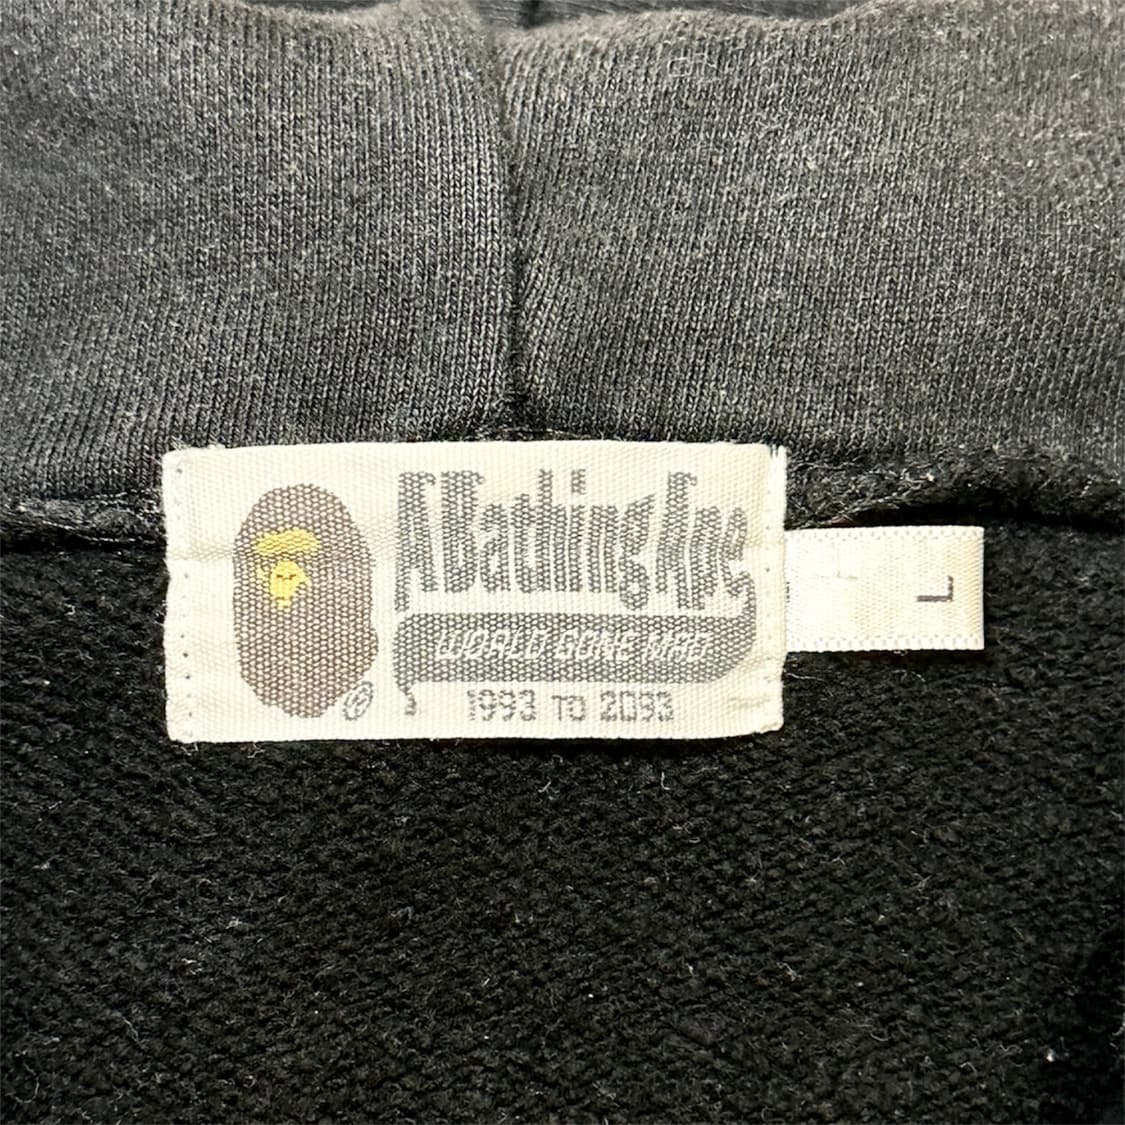 A Bathing Ape
WORLD GONE MAD
1993 TO 2093
®
L